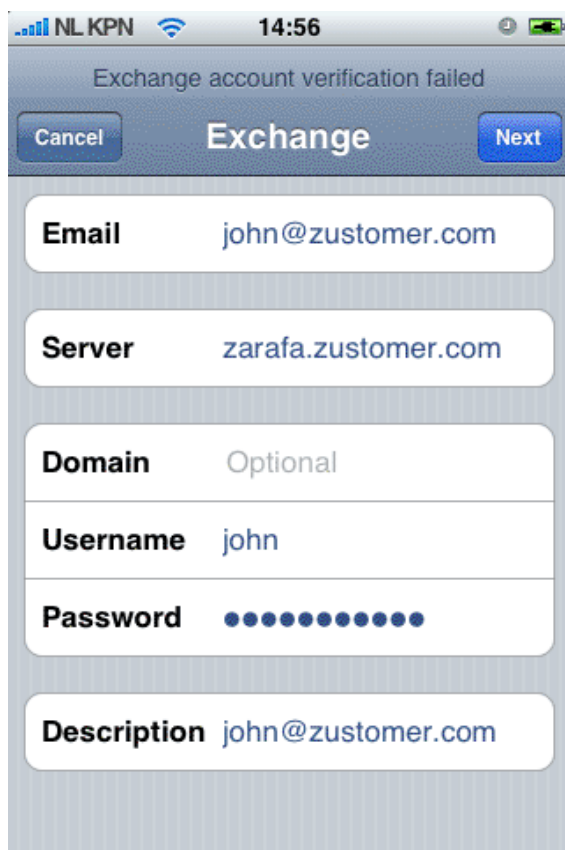 NL KPN 14:56
Exchange account verification failed
Cancel Exchange Next
Email john@zustomer.com
Server zarafa.zustomer.com
Domain Optional
Username john
Password ●●●●●●●●●●●
Description john@zustomer.com